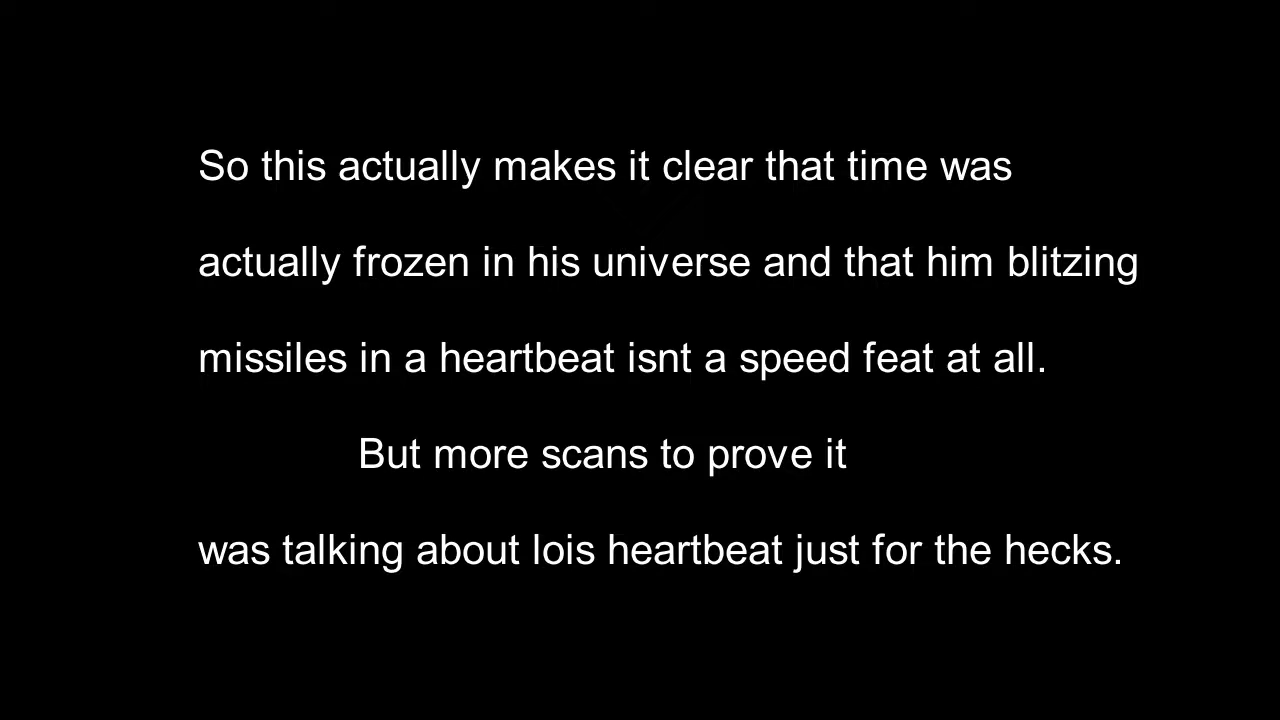 So this actually makes it clear that time was
actually frozen in his universe and that him blitzing
missiles in a heartbeat isnt a speed feat at all.
But more scans to prove it
was talking about lois heartbeat just for the hecks.